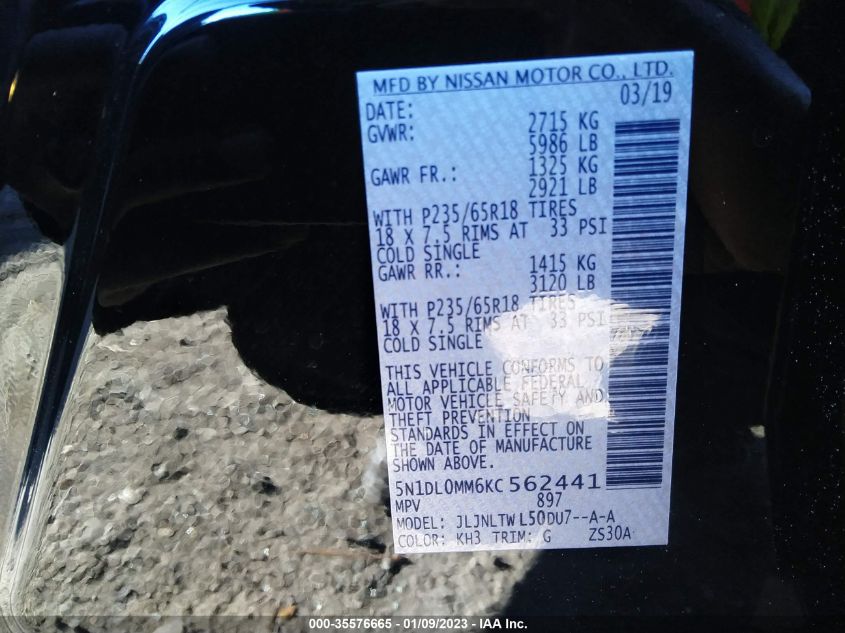 MFD BY NISSAN MOTOR CO., LTD.
DATE: 03/19
GVWR: 2715 KG
5986 LB
GAWR FR.: 1325 KG
2921 LB
WITH P235/65R18 TIRES
18 X 7.5 RIMS AT 33 PSI
COLD SINGLE
GAWR RR.: 1415 KG
3120 LB
WITH P235/65R18 TIRES
18 X 7.5 RIMS AT 33 PSI
COLD SINGLE
THIS VEHICLE CONFORMS TO
ALL APPLICABLE FEDERAL
MOTOR VEHICLE SAFETY AND
THEFT PREVENTION
STANDARDS IN EFFECT ON
THE DATE OF MANUFACTURE
SHOWN ABOVE.
5N1DL0MM6KC 562441
MPV 897
MODEL: JLJNLTW L50DU7--A-A
COLOR: KH3 TRIM: G ZS30A
000-35576665 - 01/09/2023 - IAA Inc.